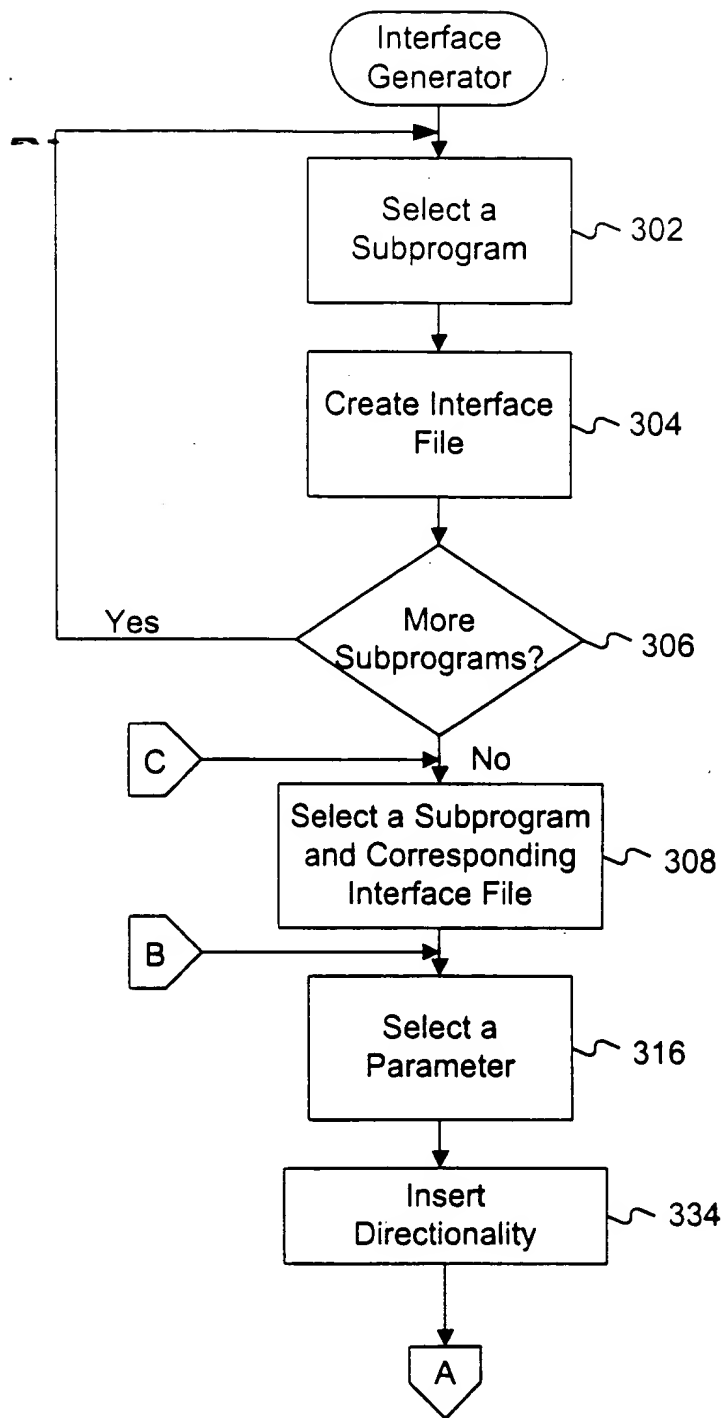 Interface
Generator
Select a
Subprogram
302
Create Interface
File
304
More
Subprograms?
306
Yes
No
C
Select a Subprogram
and Corresponding
Interface File
308
B
Select a
Parameter
316
Insert
Directionality
334
A